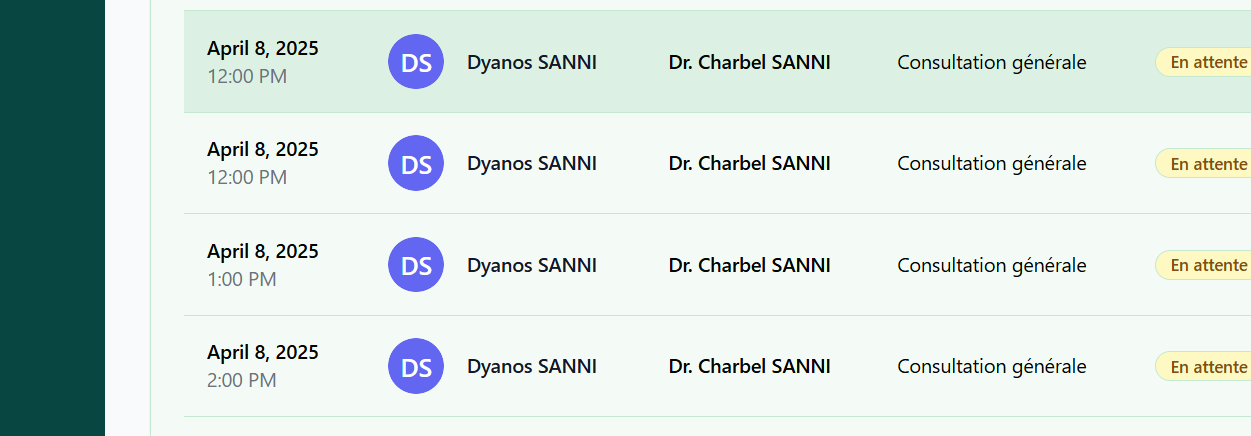 April 8, 2025
12:00 PM
DS
Dyanos SANNI
Dr. Charbel SANNI
Consultation générale
En attente
April 8, 2025
12:00 PM
DS
Dyanos SANNI
Dr. Charbel SANNI
Consultation générale
En attente
April 8, 2025
1:00 PM
DS
Dyanos SANNI
Dr. Charbel SANNI
Consultation générale
En attente
April 8, 2025
2:00 PM
DS
Dyanos SANNI
Dr. Charbel SANNI
Consultation générale
En attente